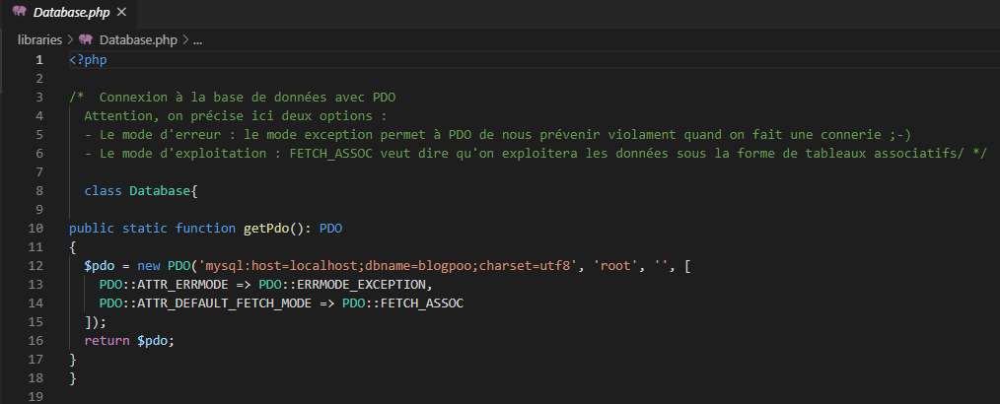 Database.php ×
libraries > Database.php > ...
1 <?php
2
3 /*  Connexion à la base de données avec PDO
4   Attention, on précise ici deux options :
5   - Le mode d'erreur : le mode exception permet à PDO de nous prévenir violament quand on fait une connerie ;-)
6   - Le mode d'exploitation : FETCH_ASSOC veut dire qu'on exploitera les données sous la forme de tableaux associatifs/ */
7
8   class Database{
9
10 public static function getPdo(): PDO
11 {
12   $pdo = new PDO('mysql:host=localhost;dbname=blogpoo;charset=utf8', 'root', '', [
13     PDO::ATTR_ERRMODE => PDO::ERRMODE_EXCEPTION,
14     PDO::ATTR_DEFAULT_FETCH_MODE => PDO::FETCH_ASSOC
15   ]);
16   return $pdo;
17 }
18 }
19